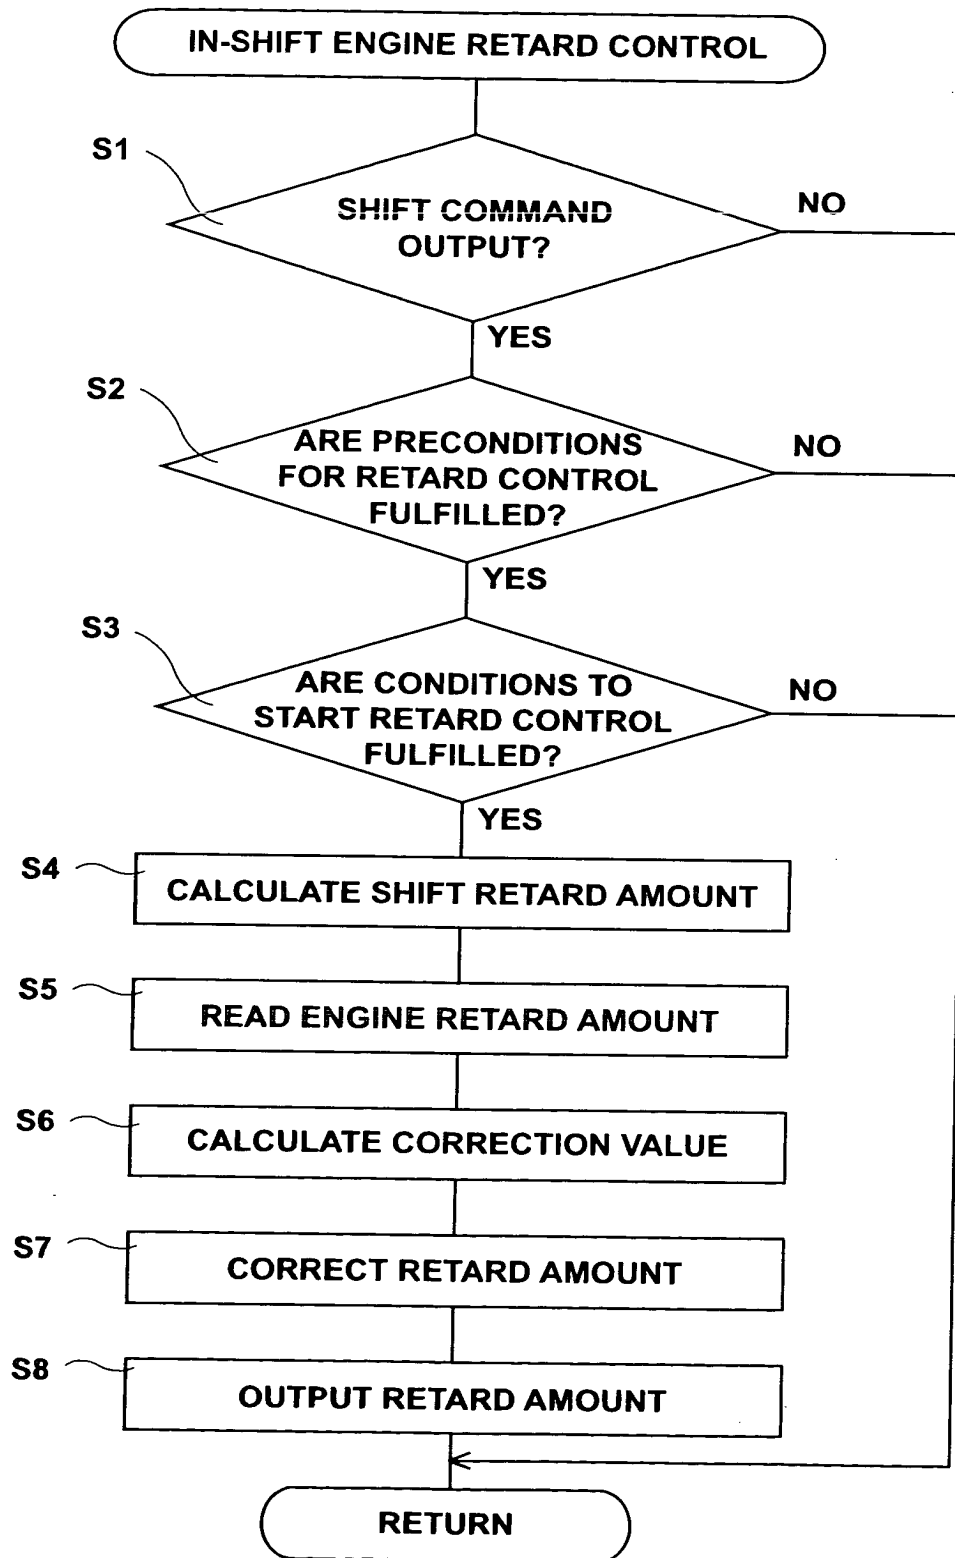 IN-SHIFT ENGINE RETARD CONTROL
S1
SHIFT COMMAND
OUTPUT?
NO
YES
S2
ARE PRECONDITIONS
FOR RETARD CONTROL
FULFILLED?
NO
YES
S3
ARE CONDITIONS TO
START RETARD CONTROL
FULFILLED?
NO
YES
S4
CALCULATE SHIFT RETARD AMOUNT
S5
READ ENGINE RETARD AMOUNT
S6
CALCULATE CORRECTION VALUE
S7
CORRECT RETARD AMOUNT
S8
OUTPUT RETARD AMOUNT
RETURN